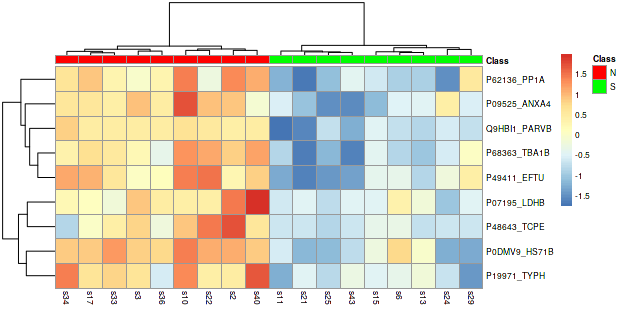 Class
Class
N
S
P62136_PP1A
P09525_ANXA4
Q9HBI1_PARVB
P68363_TBA1B
P49411_EFTU
P07195_LDHB
P48643_TCPE
P0DMV9_HS71B
P19971_TYPH
1.5
1
0.5
0
-0.5
-1
-1.5
s34 s17 s33 s3 s36 s10 s22 s2 s40 s11 s21 s25 s43 s15 s6 s13 s24 s29